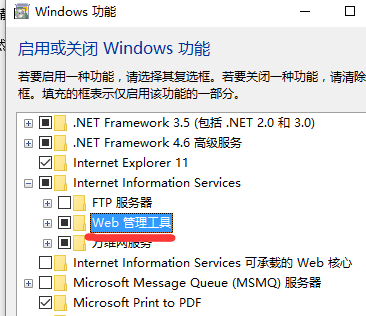 Windows 功能
启用或关闭 Windows 功能
若要启用一种功能，请选择其复选框。若要关闭一种功能，请清除
框。填充的框表示仅启用该功能的一部分。
.NET Framework 3.5 (包括 .NET 2.0 和 3.0)
.NET Framework 4.6 高级服务
Internet Explorer 11
Internet Information Services
FTP 服务器
Web 管理工具
万维网服务
Internet Information Services 可承载的 Web 核心
Microsoft Message Queue (MSMQ) 服务器
Microsoft Print to PDF